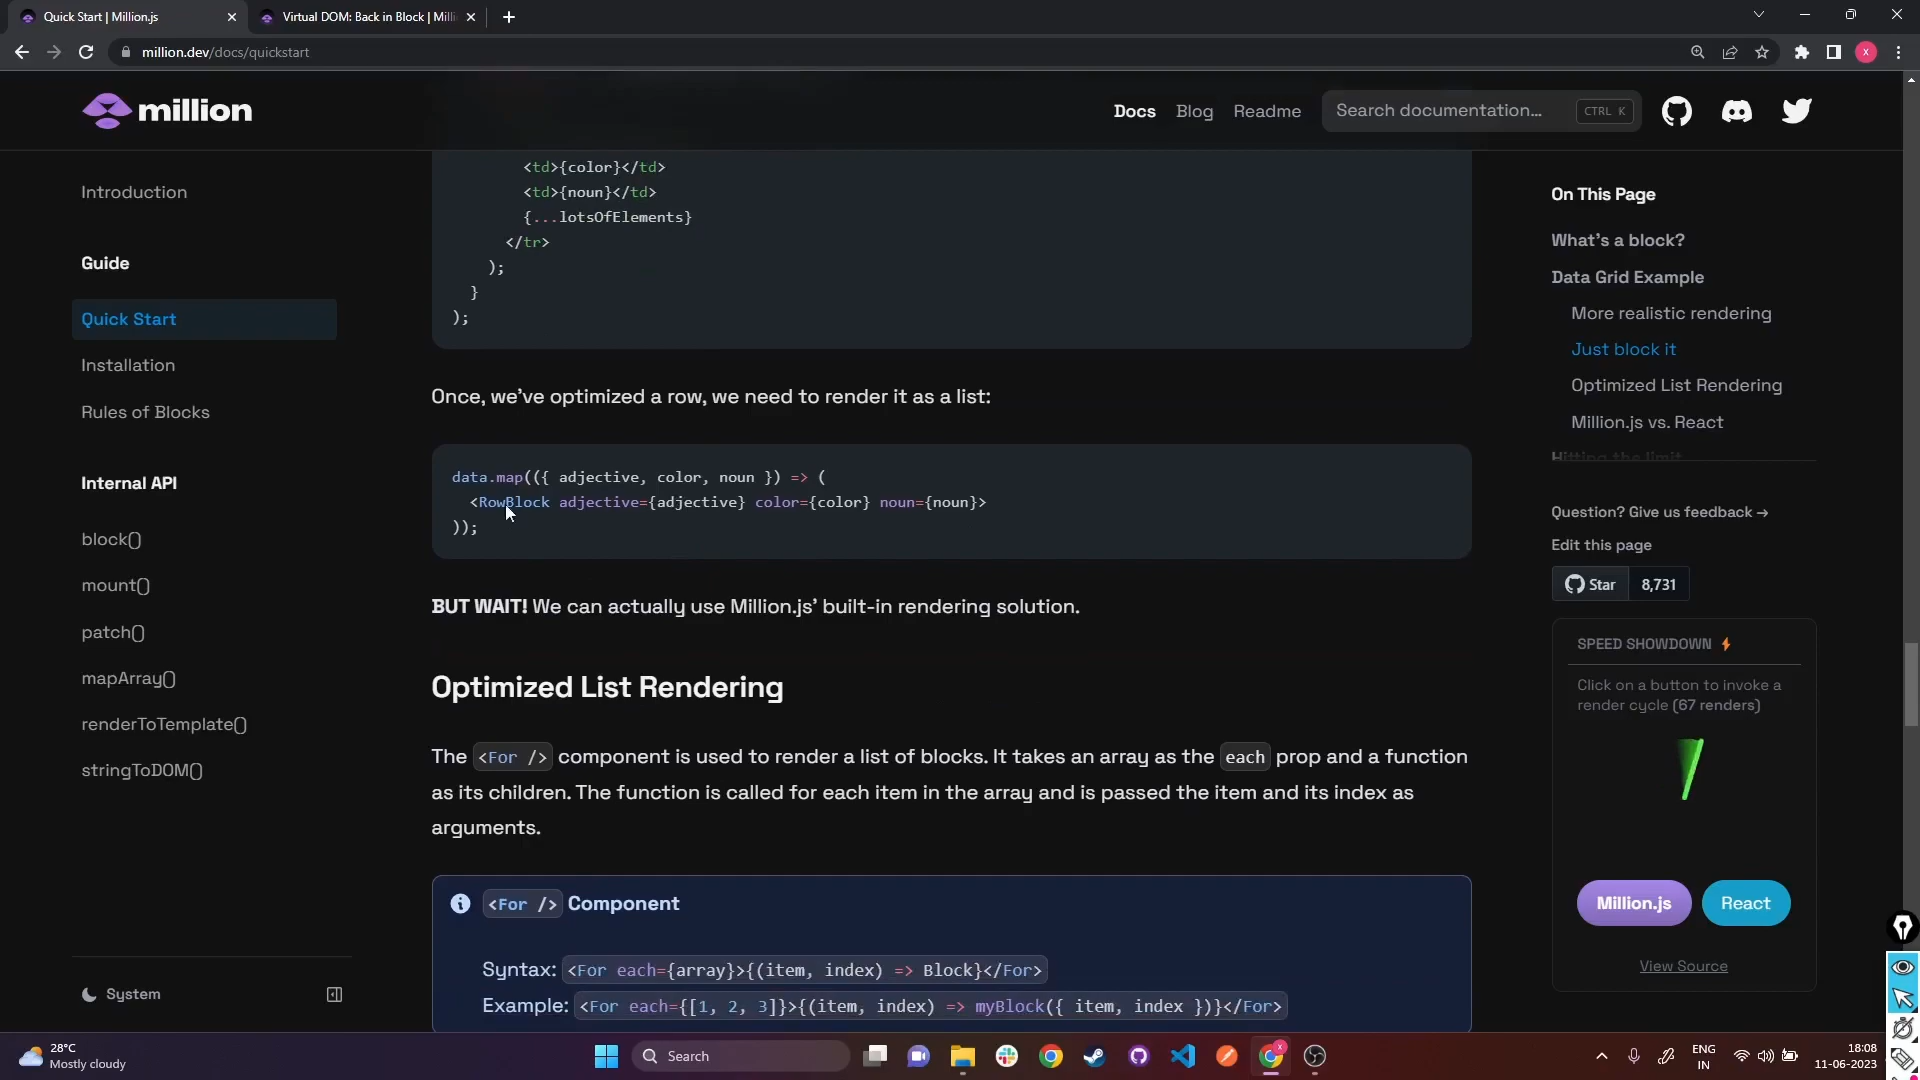 Quick Start | Million.js
Virtual DOM: Back in Block | Milli
million.dev/docs/quickstart
million
Docs
Blog
Readme
Search documentation...
CTRL K
Introduction
Guide
Quick Start
Installation
Rules of Blocks
Internal API
block()
mount()
patch()
mapArray()
renderToTemplate()
stringToDOM()
System
<td>{color}</td>
<td>{noun}</td>
{...lotsOfElements}
</tr>
);
}
);
Once, we've optimized a row, we need to render it as a list:
data.map(({ adjective, color, noun }) => (
<RowBlock adjective={adjective} color={color} noun={noun}>
));
BUT WAIT! We can actually use Million.js' built-in rendering solution.
Optimized List Rendering
The <For /> component is used to render a list of blocks. It takes an array as the each prop and a function
as its children. The function is called for each item in the array and is passed the item and its index as
arguments.
<For /> Component
Syntax: <For each={array}>{(item, index) => Block}</For>
Example: <For each={[1, 2, 3]}>{(item, index) => myBlock({ item, index })}</For>
On This Page
What's a block?
Data Grid Example
More realistic rendering
Just block it
Optimized List Rendering
Million.js vs. React
Hitting the limit
Question? Give us feedback →
Edit this page
Star 8,731
SPEED SHOWDOWN
Click on a button to invoke a
render cycle (67 renders)
Million.js
React
View Source
28°C
Mostly cloudy
Search
ENG
IN
18:08
11-06-2023